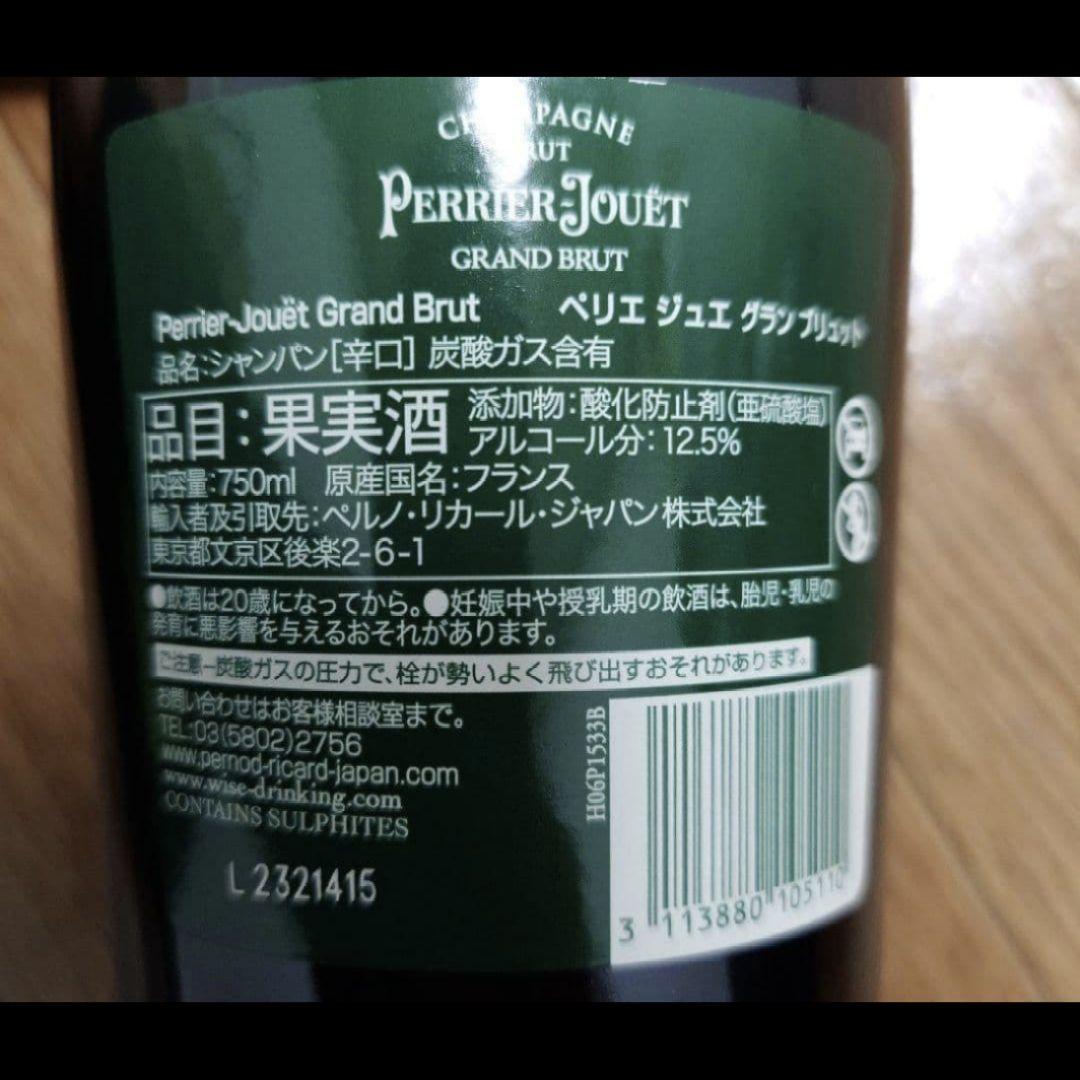 CHAMPAGNE
BRUT
PERRIER-JOUËT
GRAND BRUT
Perrier-Jouët Grand Brut ペリエ ジュエ グラン ブリュット
品名:シャンパン[辛口] 炭酸ガス含有
品目:果実酒 添加物:酸化防止剤(亜硫酸塩)
アルコール分:12.5%
内容量:750ml 原産国名:フランス
輸入者及引取先:ペルノ・リカール・ジャパン株式会社
東京都文京区後楽2-6-1
●飲酒は20歳になってから。●妊娠中や授乳期の飲酒は、胎児・乳児の
発育に悪影響を与えるおそれがあります。
ご注意―炭酸ガスの圧力で、栓が勢いよく飛び出すおそれがあります。
お問い合わせはお客様相談室まで。
TEL:03(5802)2756
www.pernod-ricard-japan.com
www.wise-drinking.com
CONTAINS SULPHITES
L2321415
H06P1533B
3 113880 105110